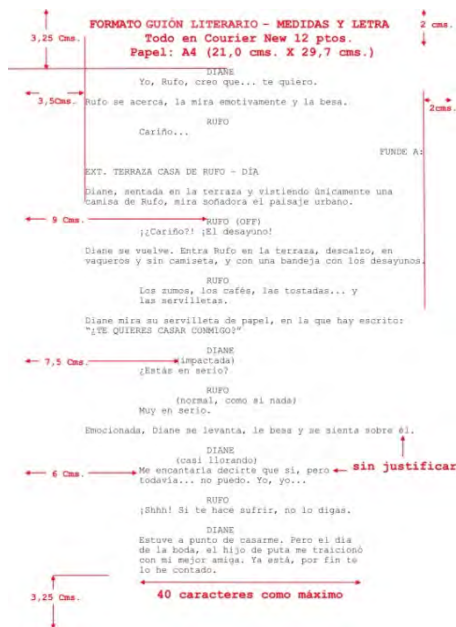 FORMATO GUIÓN LITERARIO - MEDIDAS Y LETRA
Todo en Courier New 12 ptos.
Papel: A4 (21,0 cms. X 29,7 cms.)
3,25 Cms.
2 cms.
DIANE
Yo, Rufo, creo que... te quiero.
3,5Cms.
Rufo se acerca, la mira emotivamente y la besa.
2cms.
RUFO
Cariño...
FUNDE A:
EXT. TERRAZA CASA DE RUFO - DÍA
Diane, sentada en la terraza y vistiendo únicamente una
camisa de Rufo, mira soñadora el paisaje urbano.
9 Cms.
RUFO (OFF)
¡¿Cariño?! ¡El desayuno!
Diane se vuelve. Entra Rufo en la terraza, descalzo, en
vaqueros y sin camiseta, y con una bandeja con los desayunos.
RUFO
Los zumos, los cafés, las tostadas... y
las servilletas.
Diane mira su servilleta de papel, en la que hay escrito:
"¿TE QUIERES CASAR CONMIGO?"
DIANE
7,5 Cms.
(impactada)
¿Estás en serio?
RUFO
(normal, como si nada)
Muy en serio.
Emocionada, Diane se levanta, le besa y se sienta sobre él.
DIANE
(casi llorando)
6 Cms.
Me encantaría decirte que sí, pero
sin justificar
todavía... no puedo. Yo, yo...
RUFO
¡Shhh! Si te hace sufrir, no lo digas.
DIANE
Estuve a punto de casarme. Pero el día
de la boda, el hijo de puta me traicionó
con mi mejor amiga. Ya está, por fin te
lo he contado.
3,25 Cms.
40 caracteres como máximo